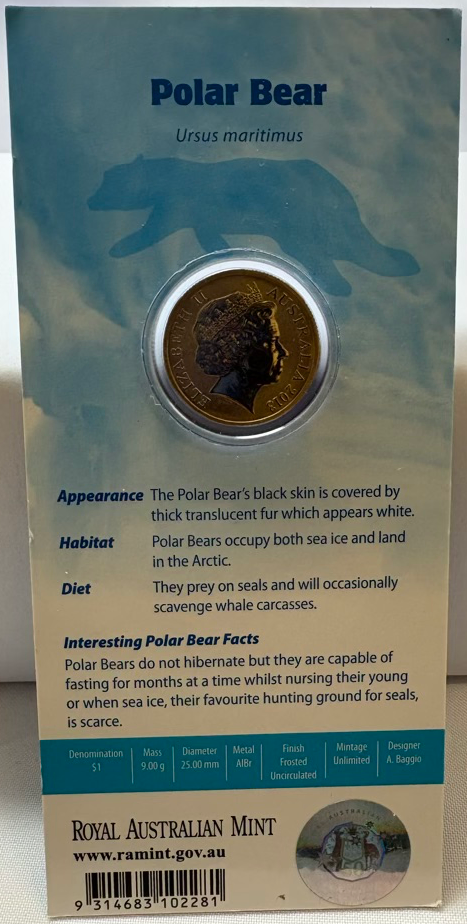 Polar Bear
Ursus maritimus
ELIZABETH II AUSTRALIA 2013
Appearance The Polar Bear's black skin is covered by
thick translucent fur which appears white.
Habitat Polar Bears occupy both sea ice and land
in the Arctic.
Diet They prey on seals and will occasionally
scavenge whale carcasses.
Interesting Polar Bear Facts
Polar Bears do not hibernate but they are capable of
fasting for months at a time whilst nursing their young
or when sea ice, their favourite hunting ground for seals,
is scarce.
Denomination Mass Diameter Metal Finish Mintage Designer
$1 9.00 g 25.00 mm AlBr Frosted Unlimited A. Baggio
Uncirculated
ROYAL AUSTRALIAN MINT
www.ramint.gov.au
9 314683 102281